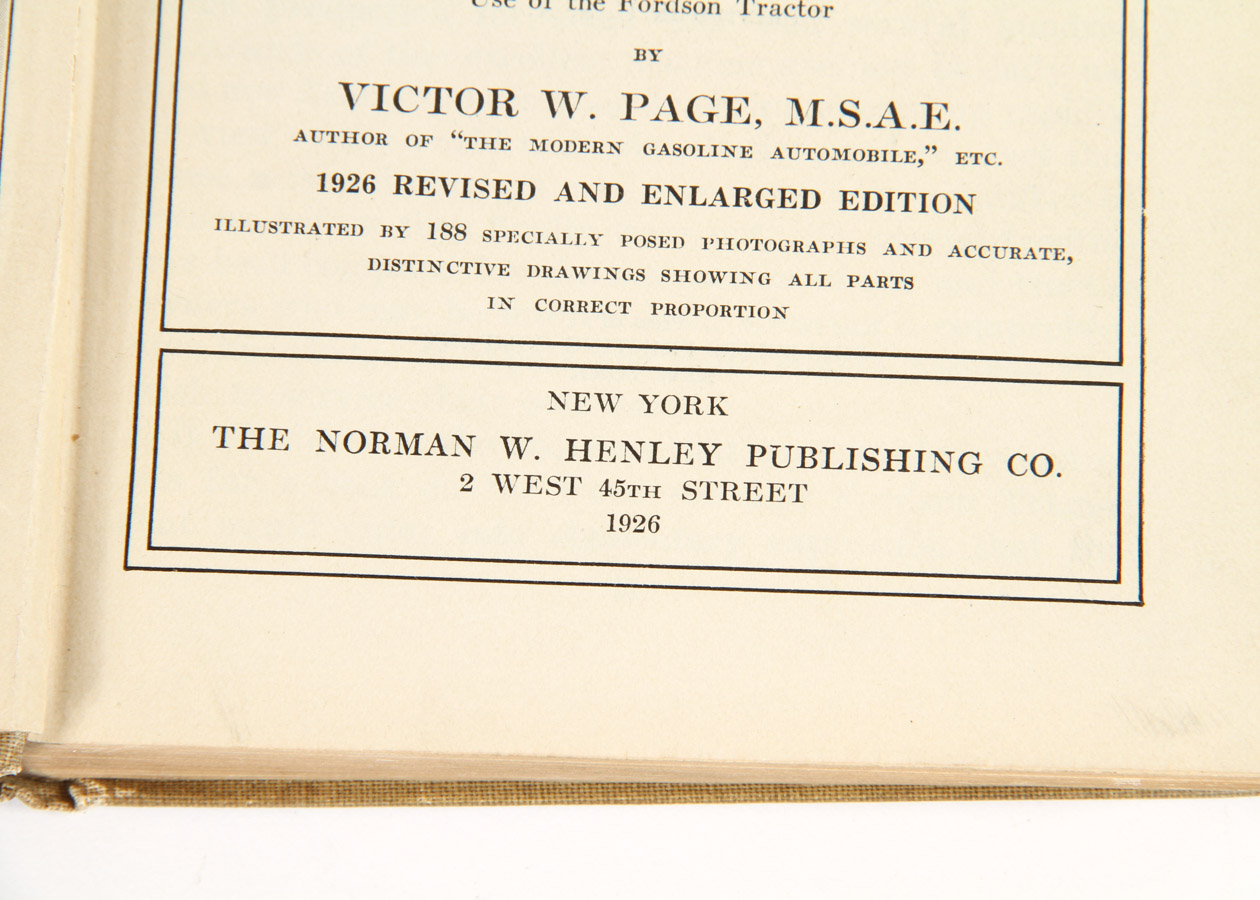 Use of the Fordson Tractor
BY
VICTOR W. PAGE, M.S.A.E.
AUTHOR OF “THE MODERN GASOLINE AUTOMOBILE,” ETC.
1926 REVISED AND ENLARGED EDITION
ILLUSTRATED BY 188 SPECIALLY POSED PHOTOGRAPHS AND ACCURATE,
DISTINCTIVE DRAWINGS SHOWING ALL PARTS
IN CORRECT PROPORTION
NEW YORK
THE NORMAN W. HENLEY PUBLISHING CO.
2 WEST 45TH STREET
1926